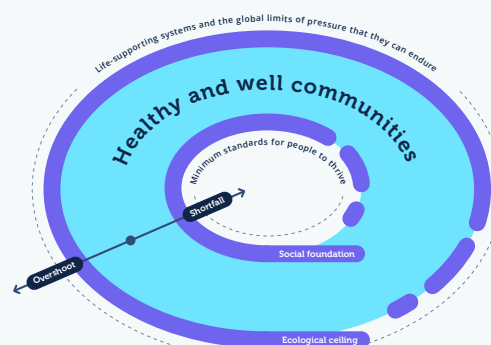 Life-supporting systems and the global limits of pressure that they can endure
Healthy and well communities
Minimum standards for people to thrive
Shortfall
Social foundation
Overshoot
Ecological ceiling